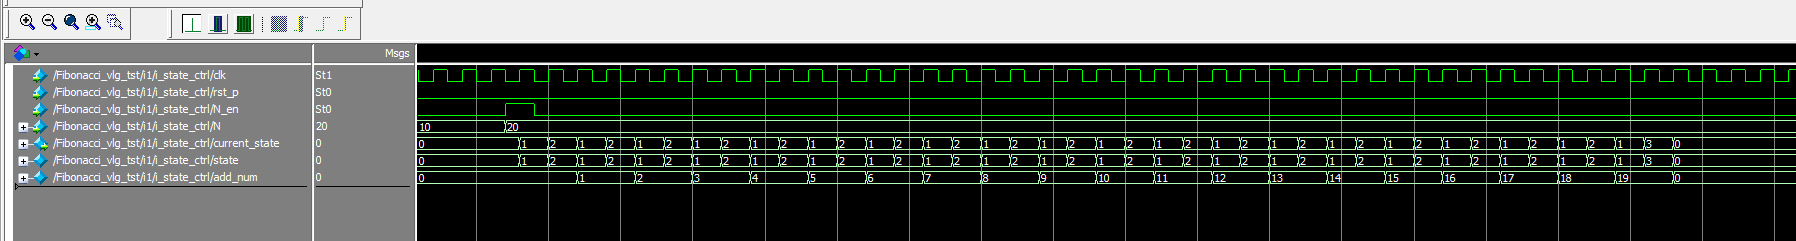 Msgs
/Fibonacci_vlg_tst/i1/i_state_ctrl/clk St1
/Fibonacci_vlg_tst/i1/i_state_ctrl/rst_p St0
/Fibonacci_vlg_tst/i1/i_state_ctrl/N_en St0
/Fibonacci_vlg_tst/i1/i_state_ctrl/N 20 10 20
/Fibonacci_vlg_tst/i1/i_state_ctrl/current_state 0 0 1 2 1 2 1 2 1 2 1 2 1 2 1 2 1 2 1 2 1 2 1 2 1 2 1 2 1 2 1 2 1 2 1 2 1 2 1 3 0
/Fibonacci_vlg_tst/i1/i_state_ctrl/state 0 0 1 2 1 2 1 2 1 2 1 2 1 2 1 2 1 2 1 2 1 2 1 2 1 2 1 2 1 2 1 2 1 2 1 2 1 2 1 3 0
/Fibonacci_vlg_tst/i1/i_state_ctrl/add_num 0 0 1 2 3 4 5 6 7 8 9 10 11 12 13 14 15 16 17 18 19 0